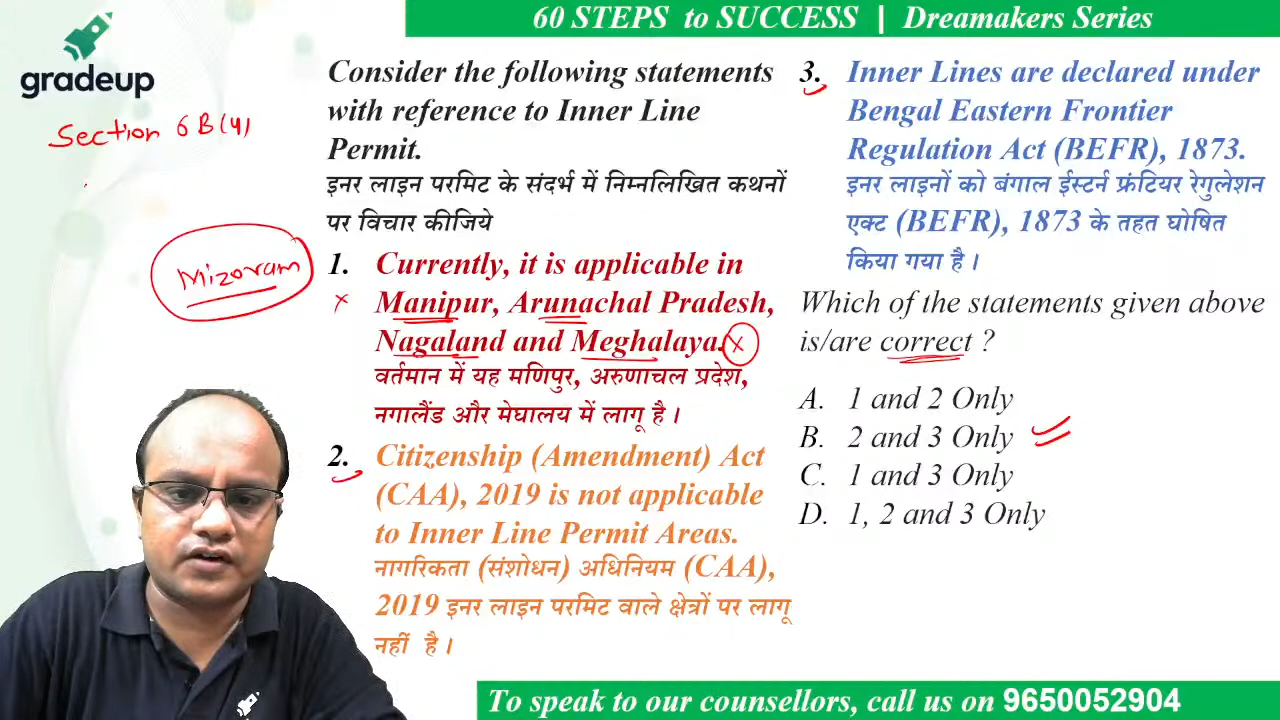 60 STEPS to SUCCESS | Dreamakers Series
gradeup
Section 6B(4)
Mizoram
Consider the following statements
with reference to Inner Line
Permit.
इनर लाइन परमिट के संदर्भ में निम्नलिखित कथनों
पर विचार कीजिये
1. Currently, it is applicable in
Manipur, Arunachal Pradesh,
Nagaland and Meghalaya.
वर्तमान में यह मणिपुर, अरुणाचल प्रदेश,
नगालैंड और मेघालय में लागू है।
2. Citizenship (Amendment) Act
(CAA), 2019 is not applicable
to Inner Line Permit Areas.
नागरिकता (संशोधन) अधिनियम (CAA),
2019 इनर लाइन परमिट वाले क्षेत्रों पर लागू
नहीं है।
3. Inner Lines are declared under
Bengal Eastern Frontier
Regulation Act (BEFR), 1873.
इनर लाइनों को बंगाल ईस्टर्न फ्रंटियर रेगुलेशन
एक्ट (BEFR), 1873 के तहत घोषित
किया गया है।
Which of the statements given above
is/are correct ?
A. 1 and 2 Only
B. 2 and 3 Only
C. 1 and 3 Only
D. 1, 2 and 3 Only
To speak to our counsellors, call us on 9650052904